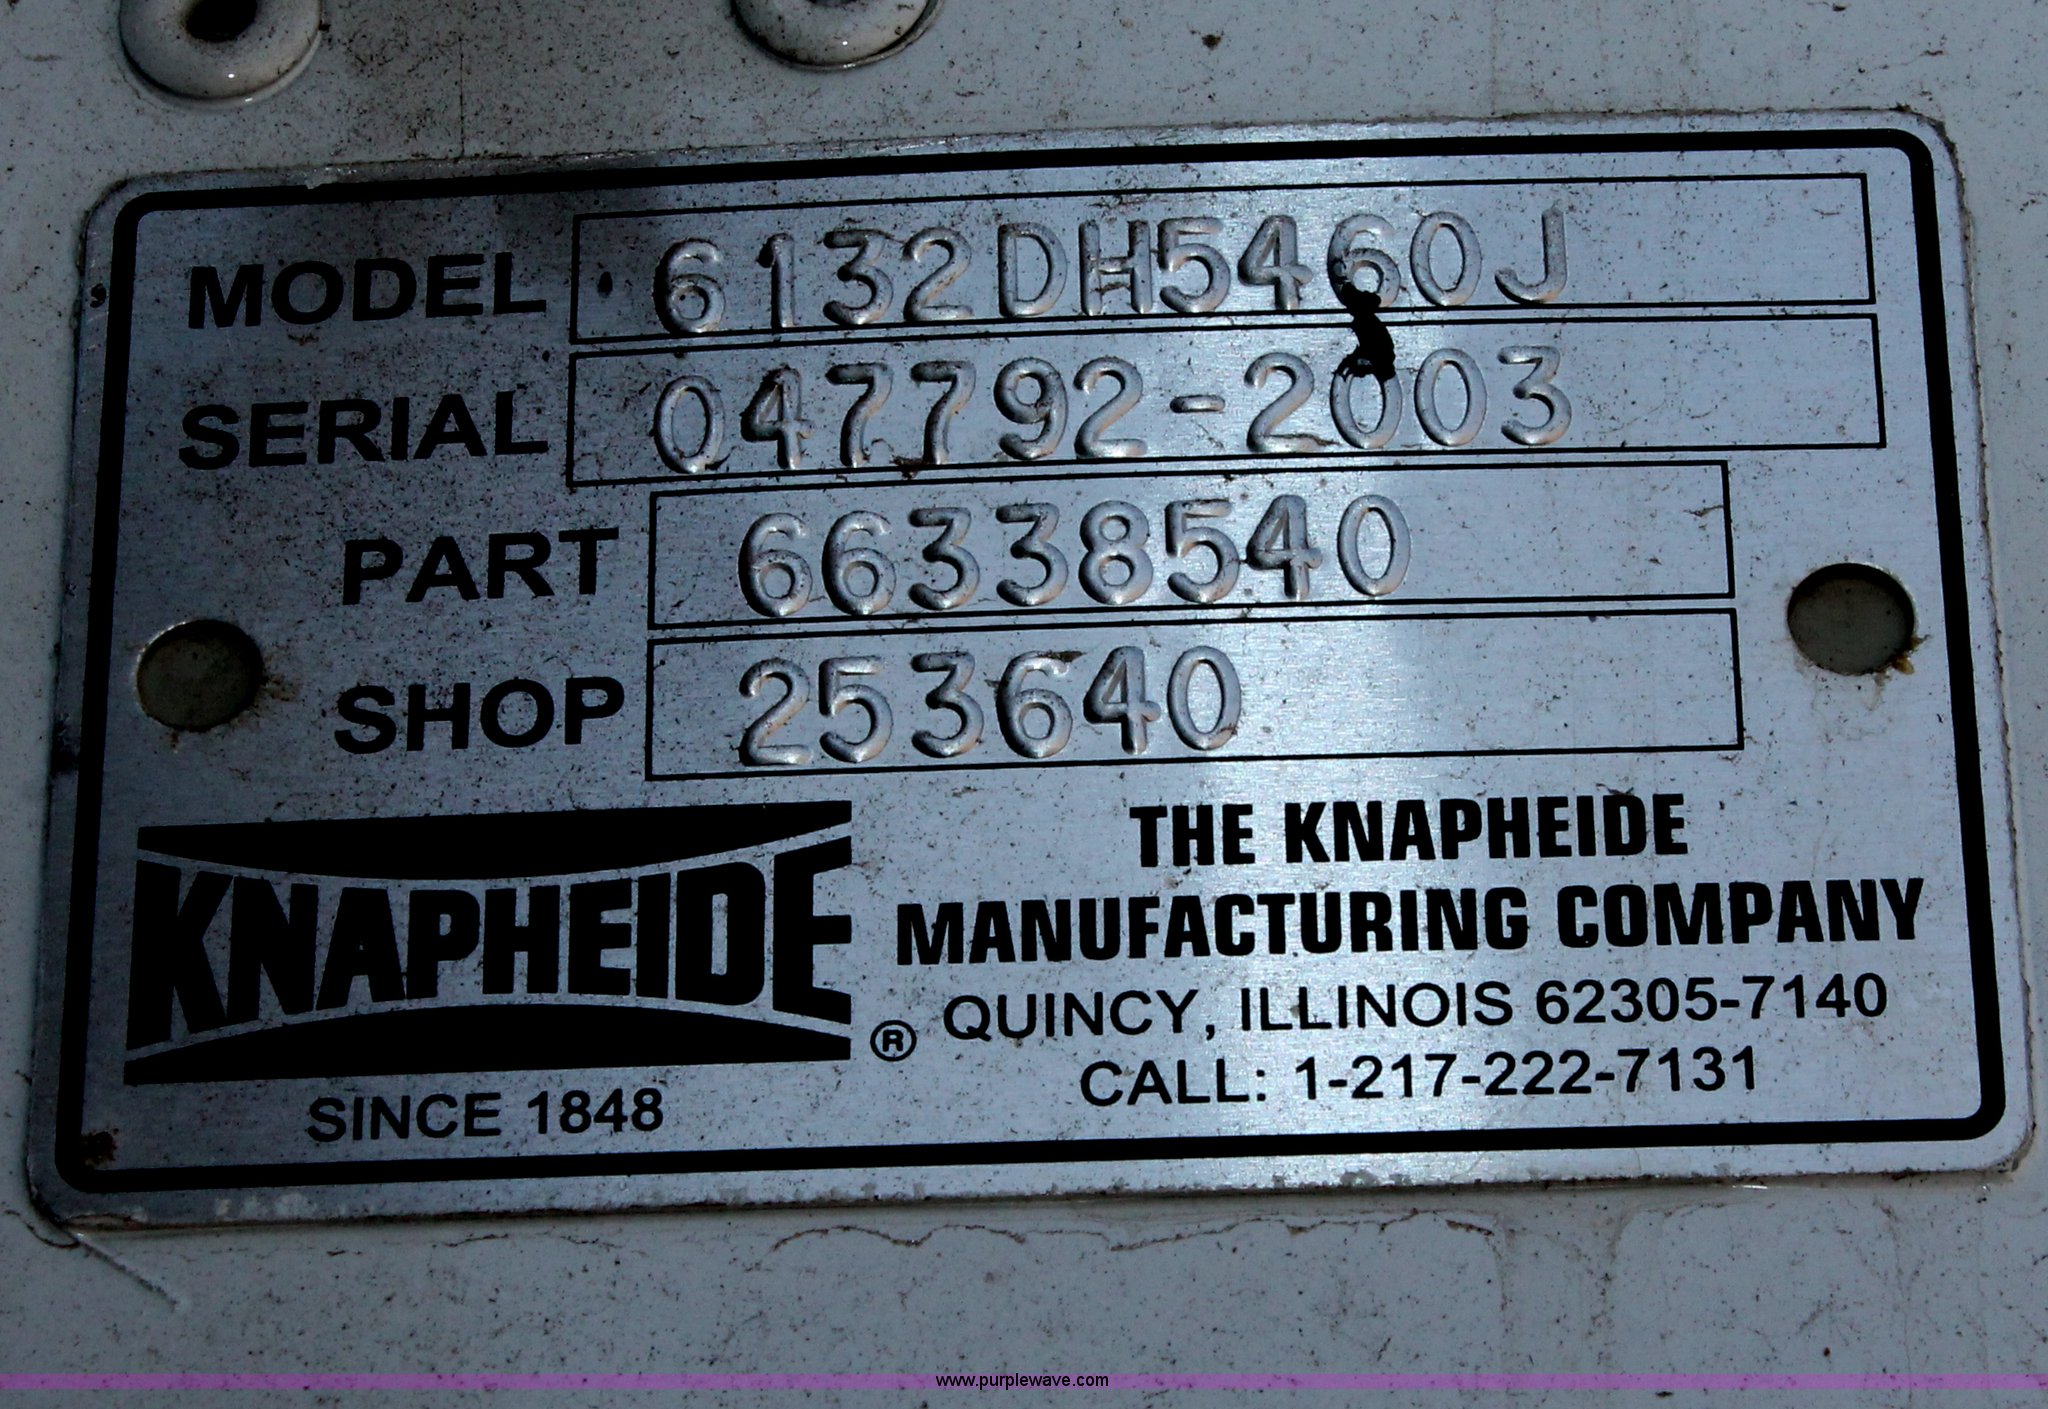 MODEL 6132DH5460J
SERIAL 047792-2003
PART 66338540
SHOP 253640
KNAPHEIDE ®
SINCE 1848
THE KNAPHEIDE
MANUFACTURING COMPANY
QUINCY, ILLINOIS 62305-7140
CALL: 1-217-222-7131
www.purplewave.com